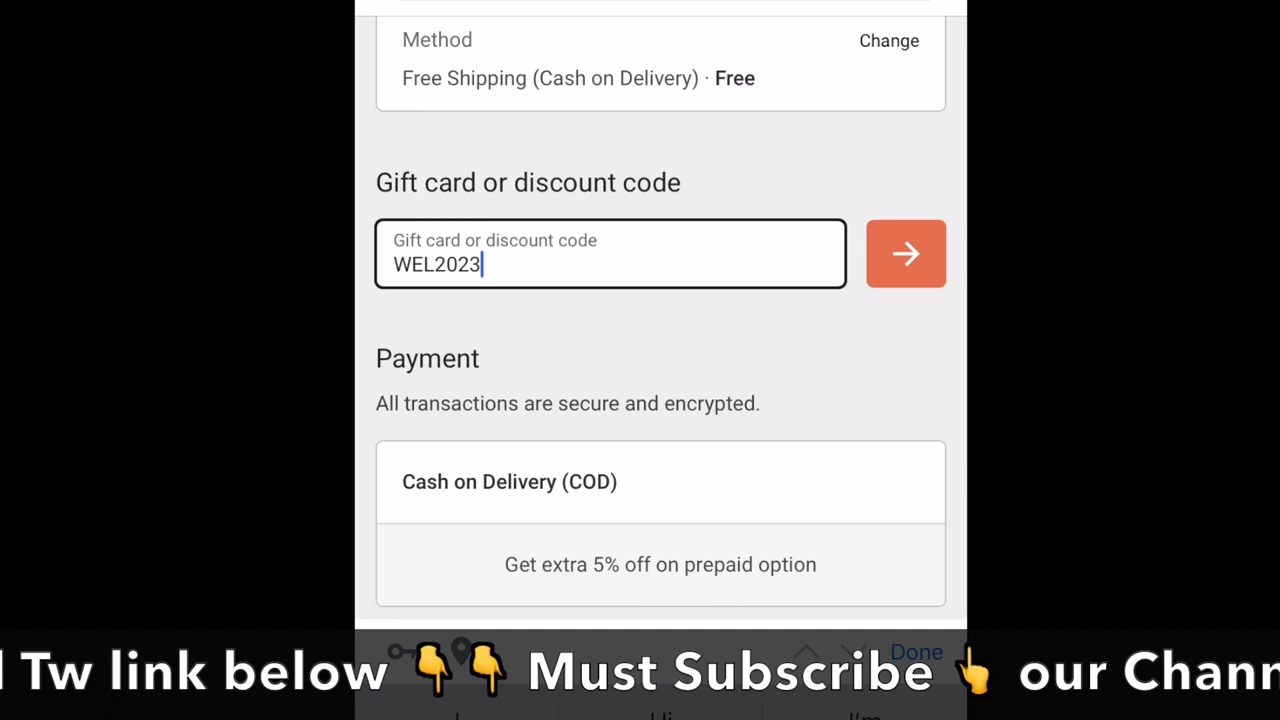 Method
Change
Free Shipping (Cash on Delivery) · Free
Gift card or discount code
Gift card or discount code
WEL2023
Payment
All transactions are secure and encrypted.
Cash on Delivery (COD)
Get extra 5% off on prepaid option
Done
Tw link below 👇👇 Must Subscribe 👆 our Chann
I'm